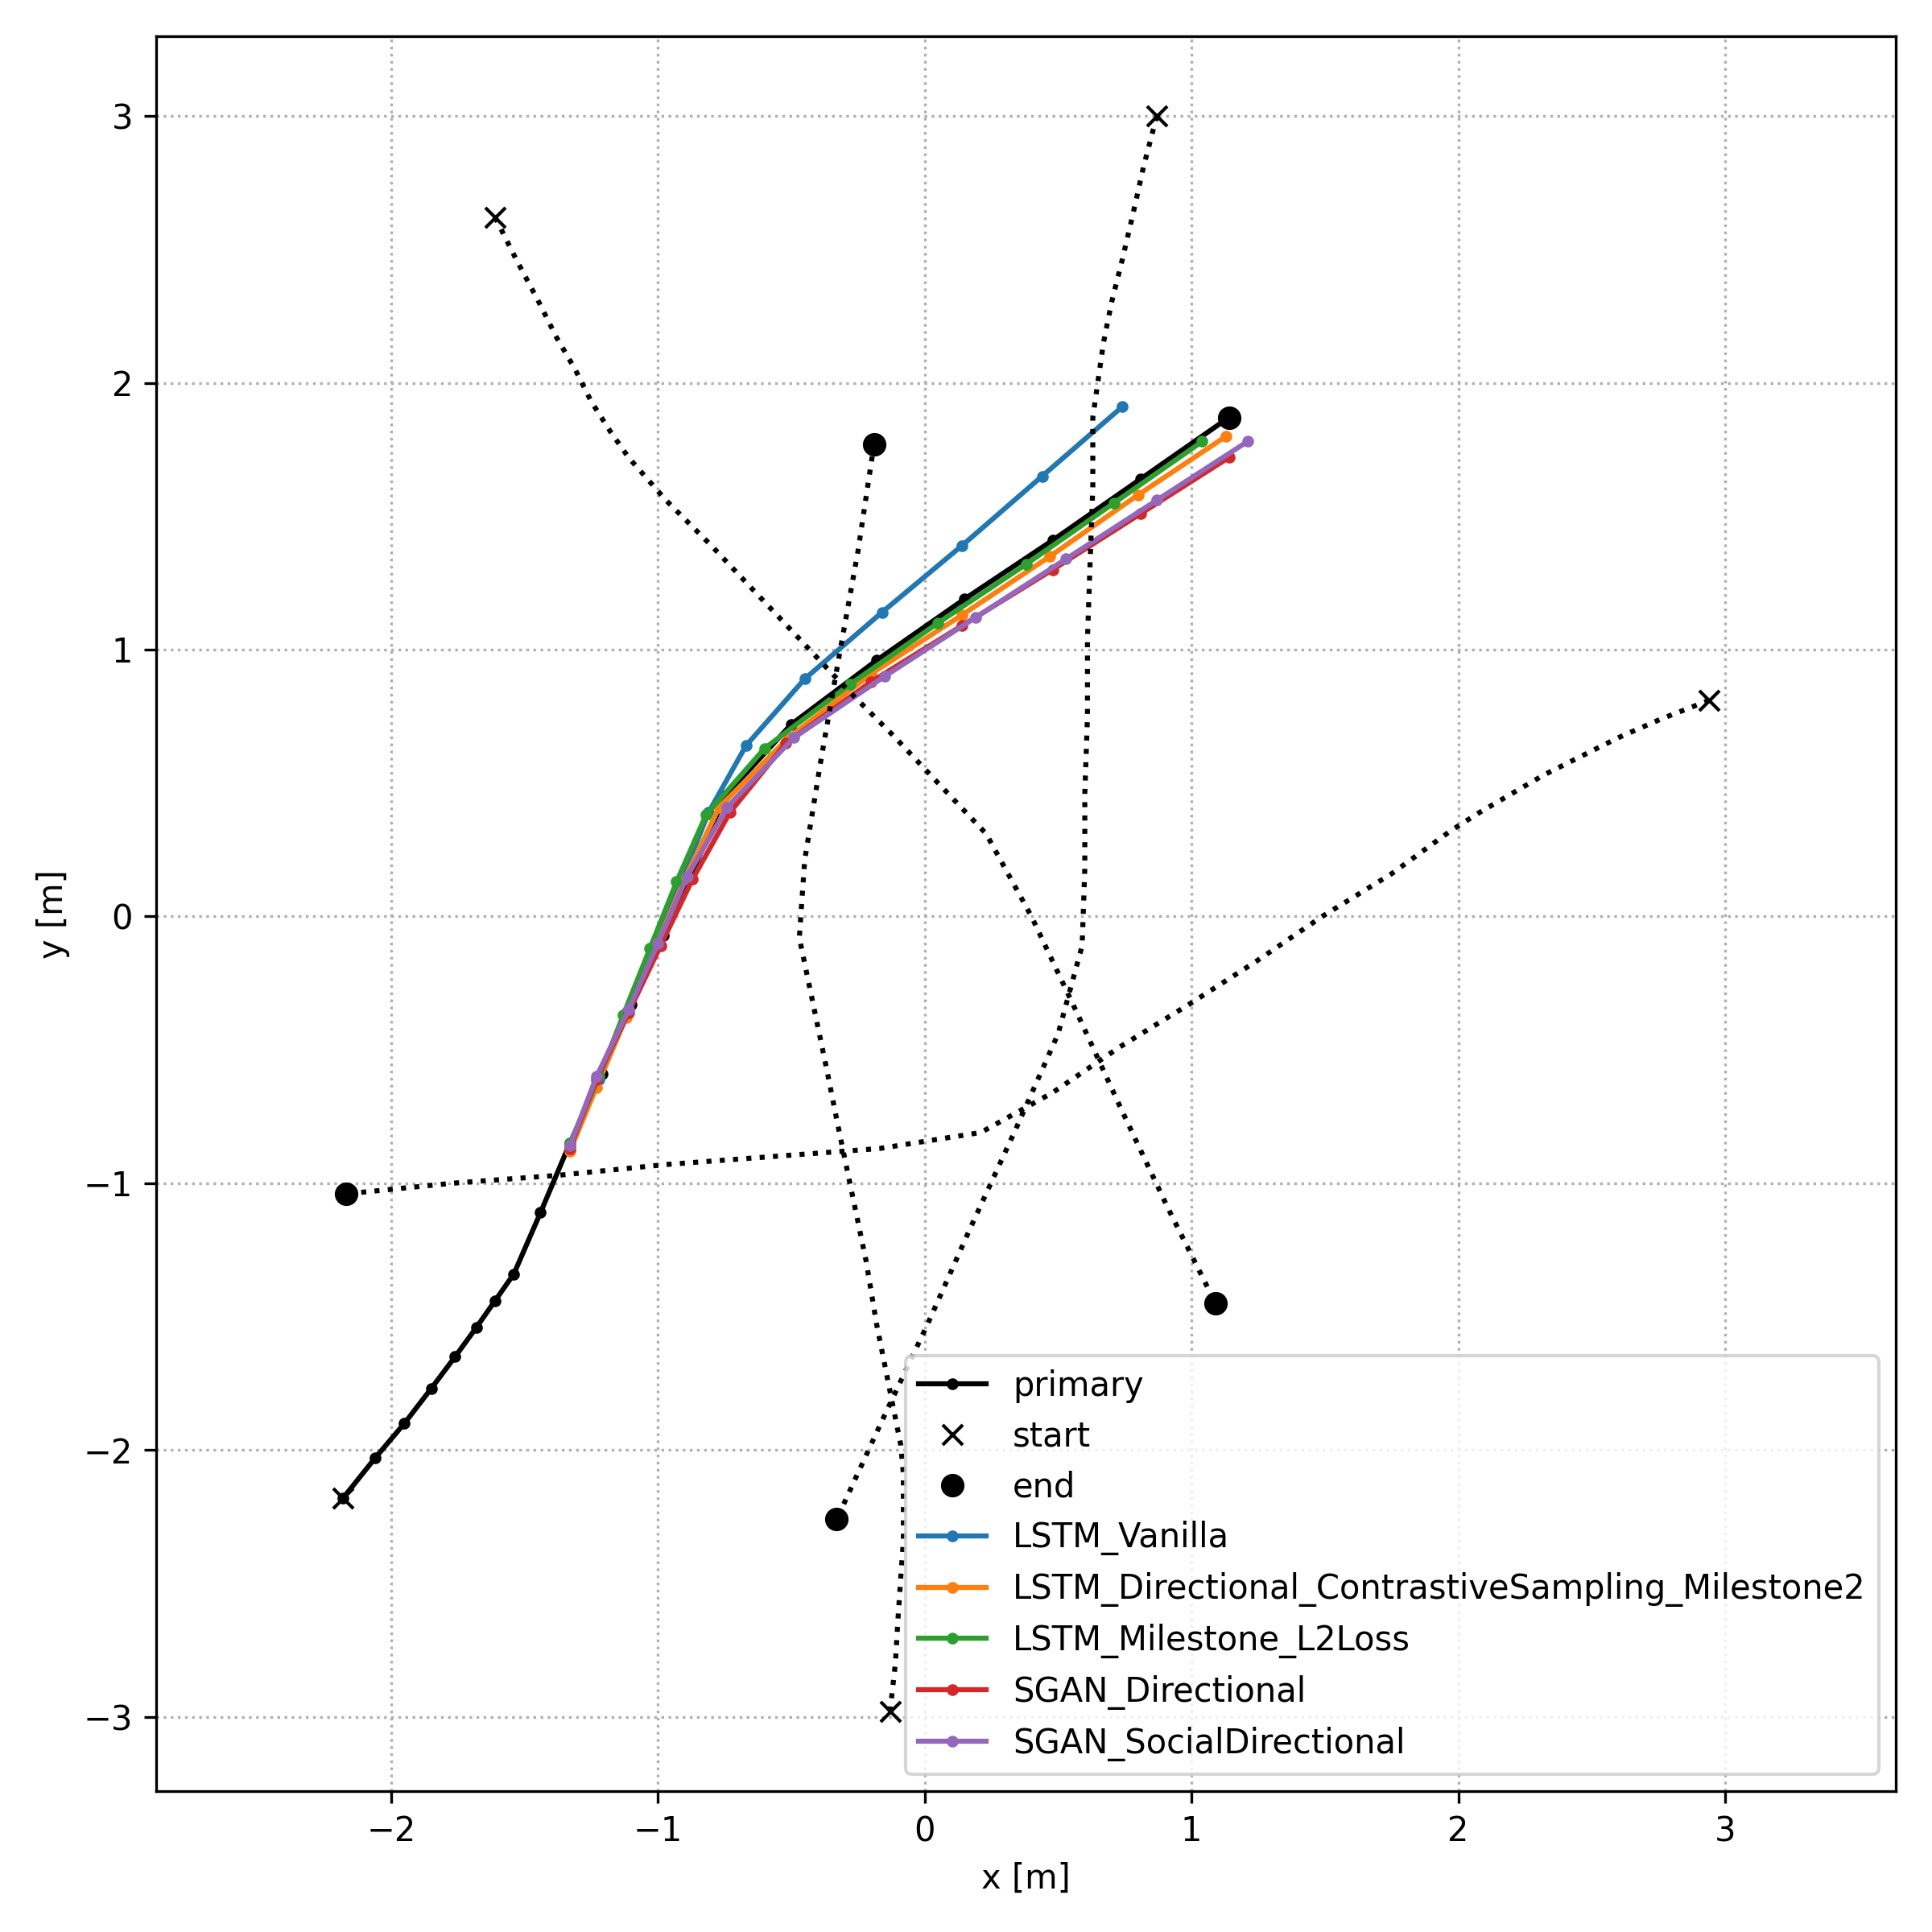 3
2
1
0
−1
−2
−3
y [m]
−2
−1
0
1
2
3
x [m]
primary
start
end
LSTM_Vanilla
LSTM_Directional_ContrastiveSampling_Milestone2
LSTM_Milestone_L2Loss
SGAN_Directional
SGAN_SocialDirectional